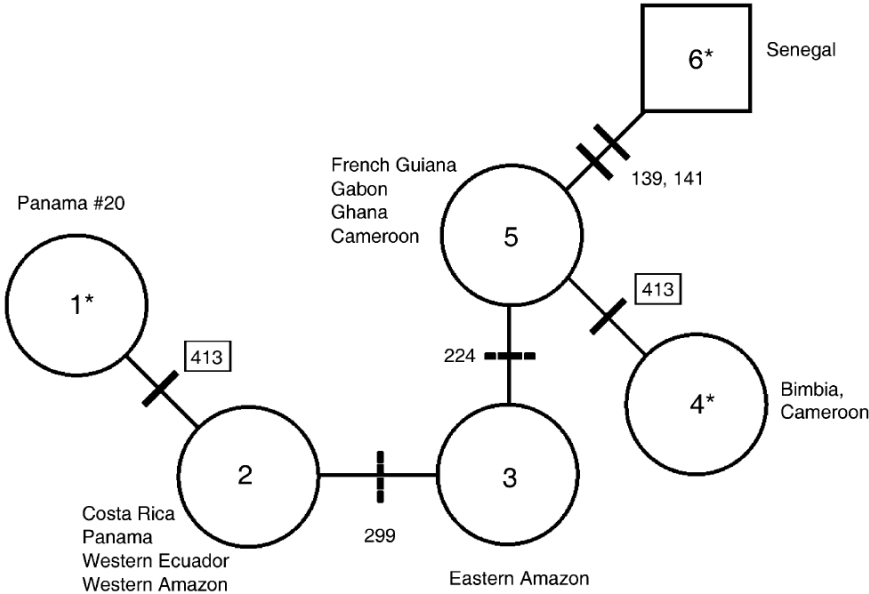 6*
Senegal
139, 141
French Guiana
Gabon
Ghana
Cameroon
5
Panama #20
1*
413
413
224
4*
Bimbia,
Cameroon
2
3
299
Costa Rica
Panama
Western Ecuador
Western Amazon
Eastern Amazon